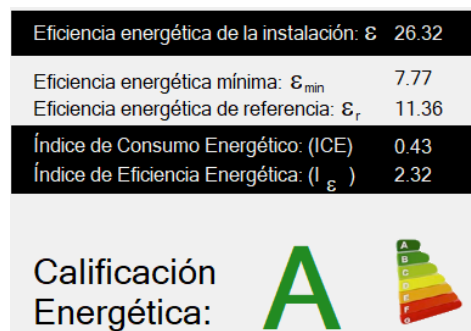 Eficiencia energética de la instalación: ε 26.32
Eficiencia energética mínima: εmin 7.77
Eficiencia energética de referencia: εr 11.36
Índice de Consumo Energético: (ICE) 0.43
Índice de Eficiencia Energética: (Iε ) 2.32
Calificación
Energética:
A
A
B
C
D
E
F
G